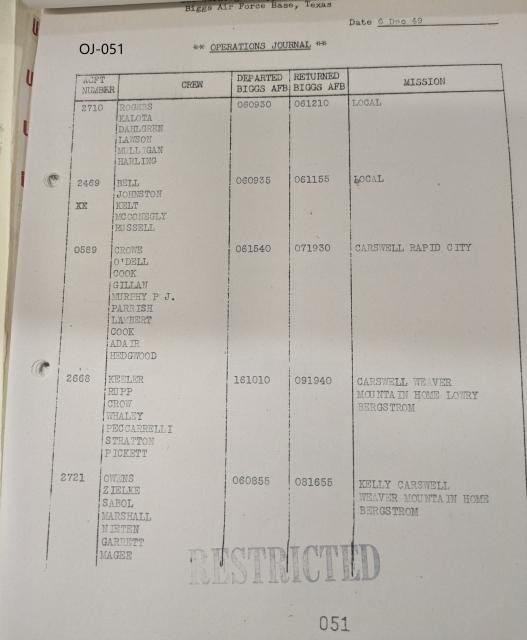 Biggs Air Force Base, Texas
Date 6 Dec 49
OJ-051
** OPERATIONS JOURNAL **
ACFT NUMBER CREW DEPARTED BIGGS AFB RETURNED BIGGS AFB MISSION
2710 ROGERS 060930 061210 LOCAL
KALOTA
DAHLGREN
LAWSON
MULLIGAN
HARLING
2469 BELL 060935 061155 LOCAL
JOHNSTON
XX KELT
MCCONEGLY
RUSSELL
0589 CROWE 061540 071930 CARSWELL RAPID CITY
O'DELL
COOK
GILLAN
MURPHY P J.
PARRISH
LAMBERT
COOK
ADAIR
HEDGWOOD
2668 KEELER 161010 091940 CARSWELL WEAVER
RUPP MOUNTAIN HOME LOWRY
CROW BERGSTROM
WHALEY
PECCARRELLI
STRATTON
PICKETT
2721 OWENS 060855 081655 KELLY CARSWELL
ZIELKE WEAVER MOUNTAIN HOME
SABOL BERGSTROM
MARSHALL
NIETEN
GARRETT
MAGEE
RESTRICTED
051